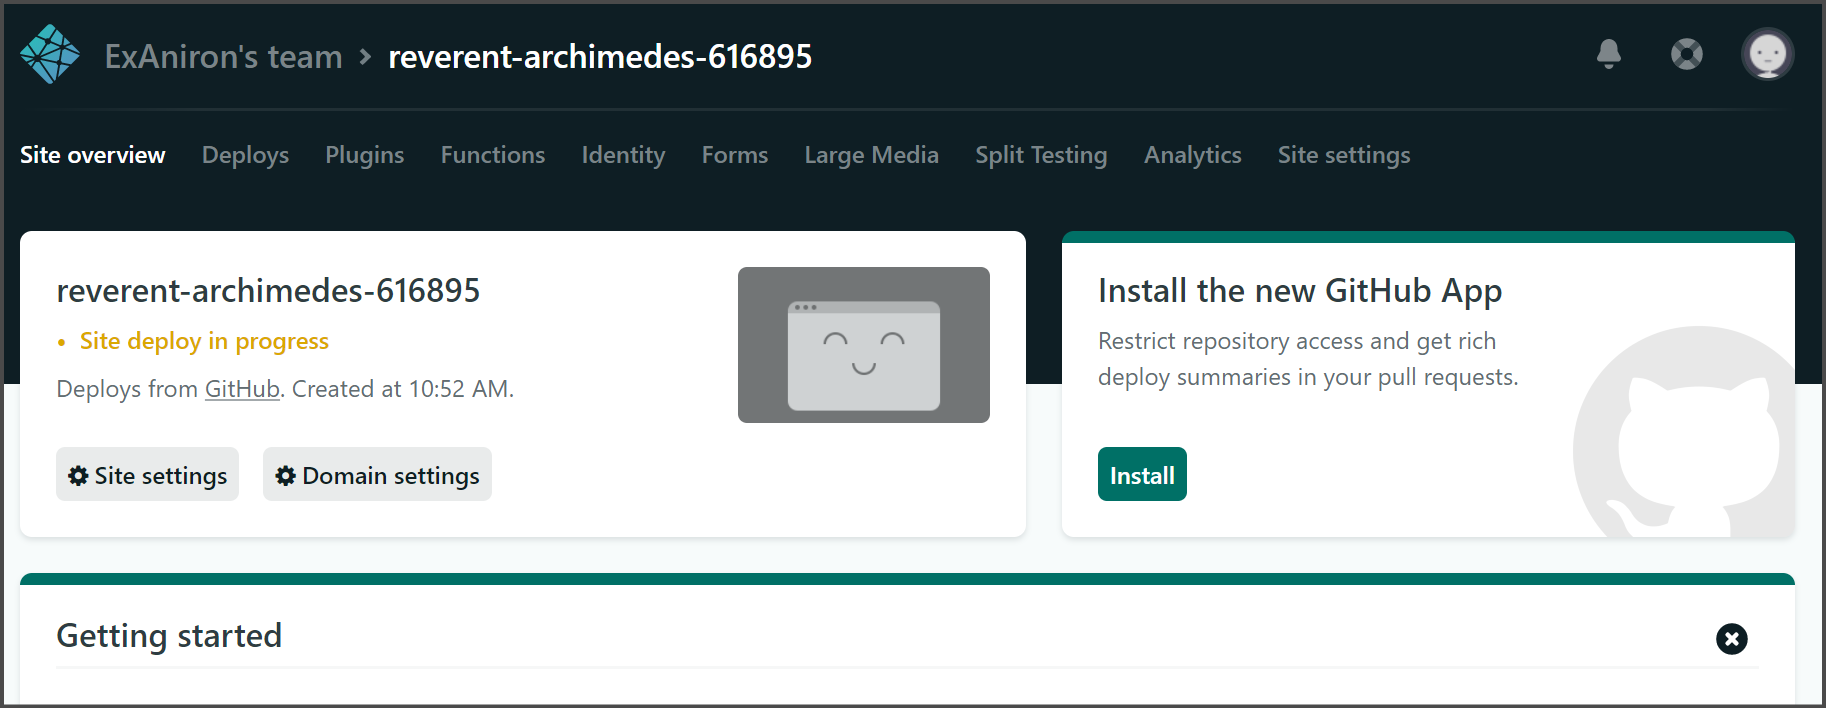 ExAniron's team > reverent-archimedes-616895
Site overview Deploys Plugins Functions Identity Forms Large Media Split Testing Analytics Site settings
reverent-archimedes-616895
• Site deploy in progress
Deploys from GitHub. Created at 10:52 AM.
Site settings Domain settings
Install the new GitHub App
Restrict repository access and get rich
deploy summaries in your pull requests.
Install
Getting started